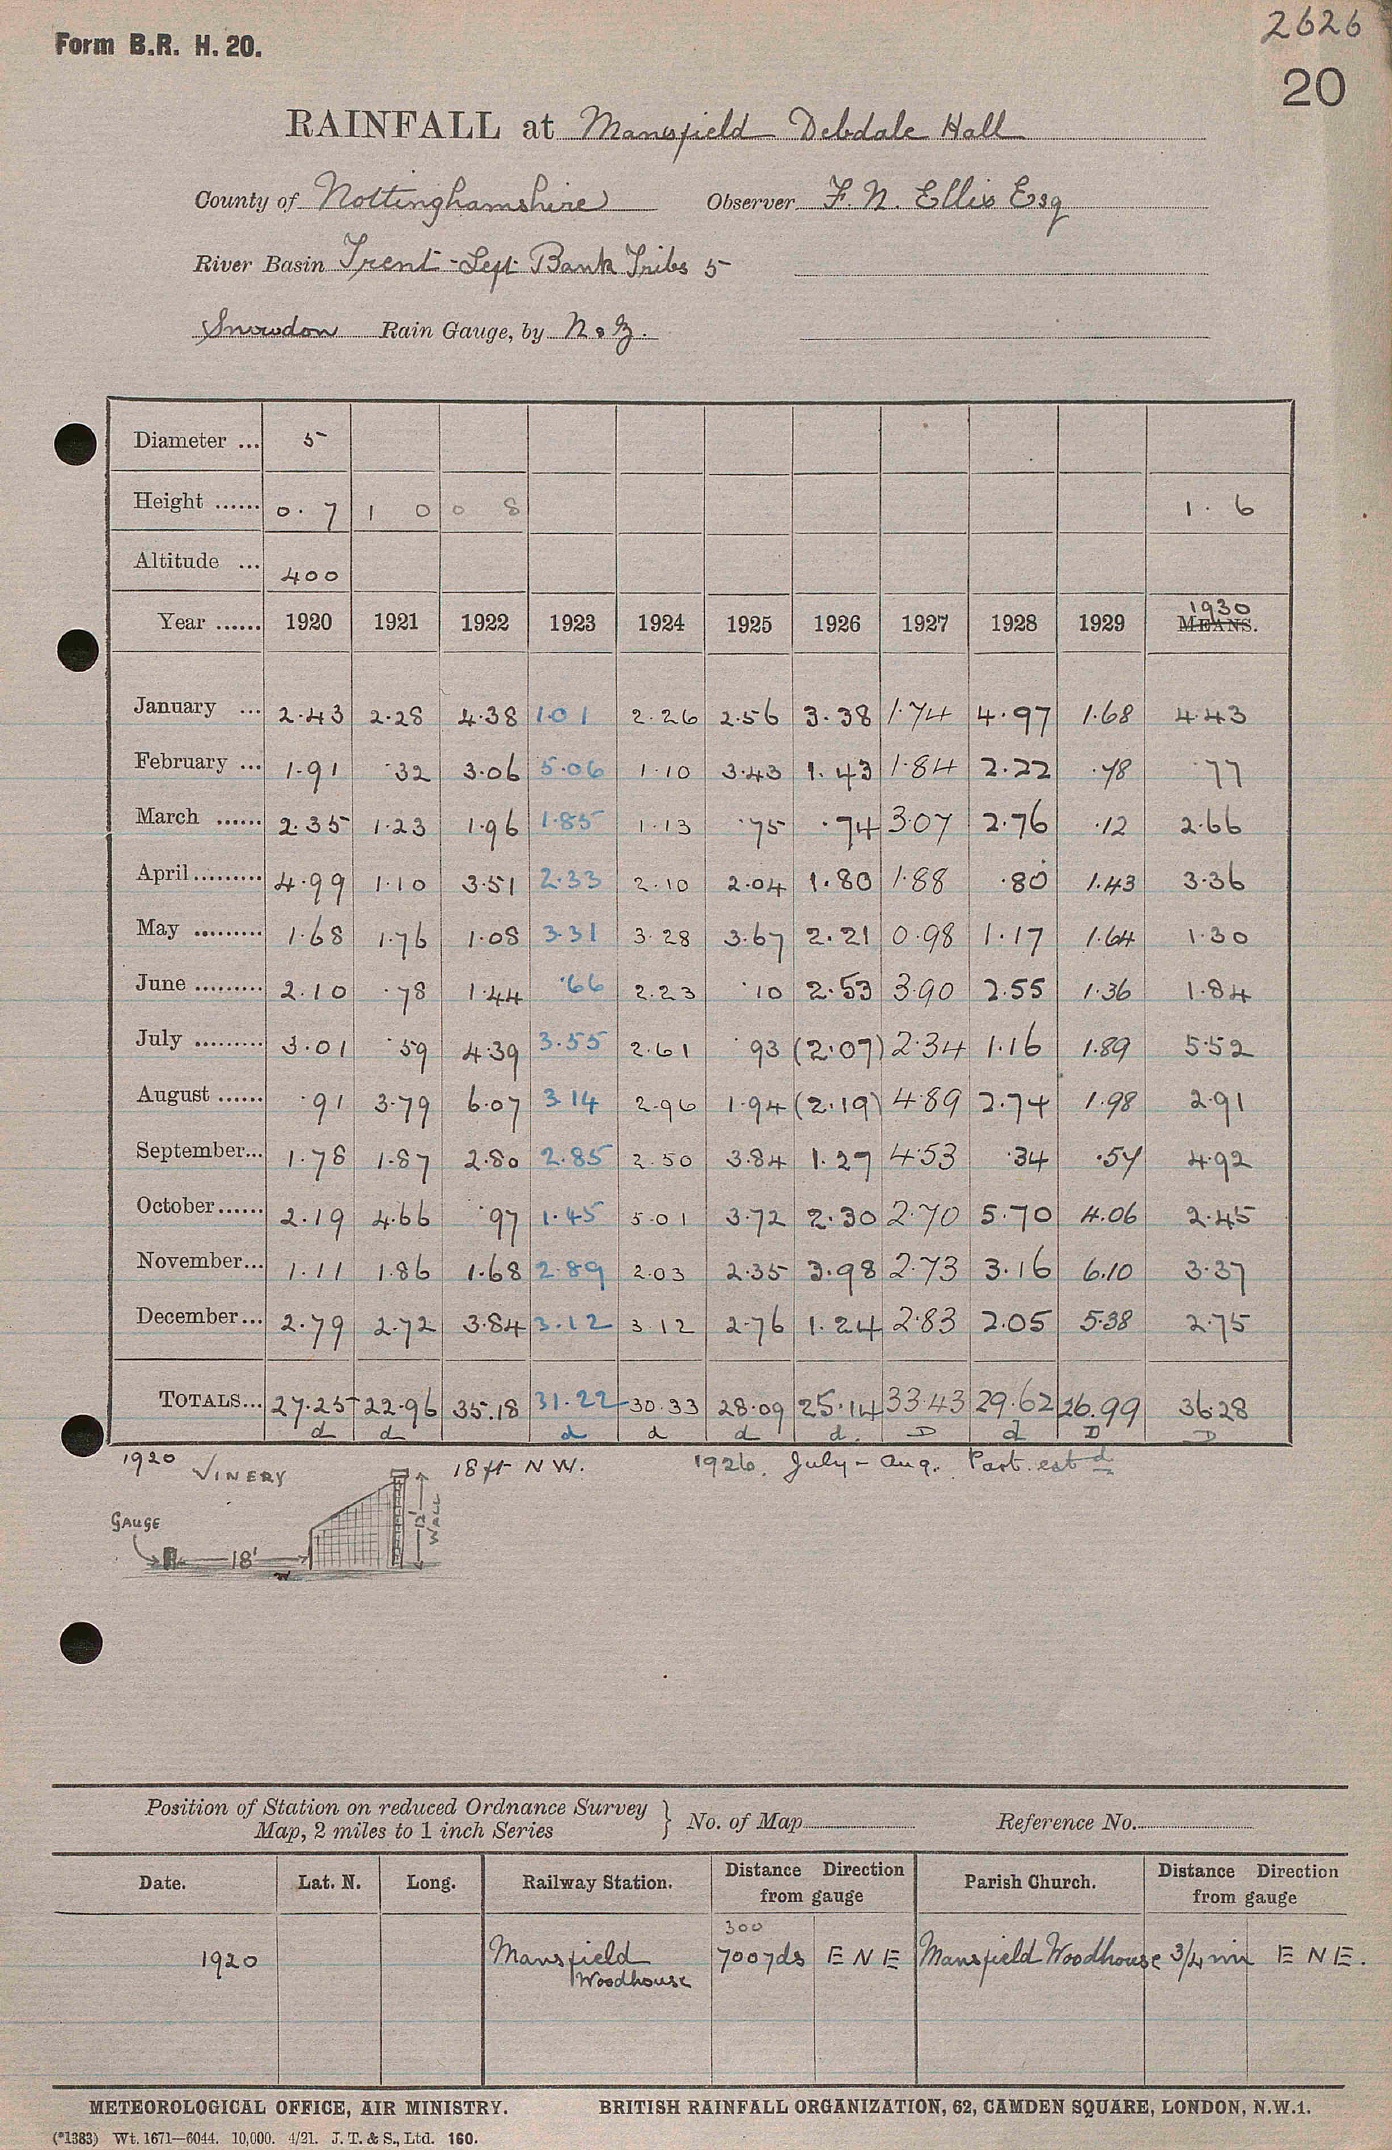 2626
Form B.R. H. 20.
20
RAINFALL at Mansfield Debdale Hall
County of Nottinghamshire Observer F. N. Ellis Esq
River Basin Trent - Left Bank Tribs 5
Snowdon Rain Gauge, by N & Z.
Diameter ... 5
Height ...... 0. 7 1 0 0 8 1. 6
Altitude ... 400
1930
Year ...... 1920 1921 1922 1923 1924 1925 1926 1927 1928 1929 MEANS.
January ... 2.43 2.28 4.38 1.01 2.26 2.56 3.38 1.74 4.97 1.68 4.43
February ... 1.91 .32 3.06 5.06 1.10 3.43 1.43 1.84 2.22 .78 .77
March ...... 2.35 1.23 1.96 1.85 1.13 .75 .74 3.07 2.76 .12 2.66
April ......... 4.99 1.10 3.51 2.33 2.10 2.04 1.80 1.88 .80 1.43 3.36
May ......... 1.68 1.76 1.08 3.31 3.28 3.67 2.21 0.98 1.17 1.64 1.30
June ......... 2.10 .78 1.44 .66 2.23 .10 2.53 3.90 2.55 1.36 1.84
July ......... 3.01 .59 4.39 3.55 2.61 .93 (2.07) 2.34 1.16 1.89 5.52
August ...... .91 3.79 6.07 3.14 2.96 1.94 (2.19) 4.89 2.74 1.98 2.91
September... 1.78 1.87 2.80 2.85 2.50 3.84 1.27 4.53 .34 .57 4.92
October ...... 2.19 4.66 .97 1.45 5.01 3.72 2.30 2.70 5.70 4.06 2.45
November... 1.11 1.86 1.68 2.89 2.03 2.35 3.98 2.73 3.16 6.10 3.37
December... 2.79 2.72 3.84 3.12 3.12 2.76 1.24 2.83 2.05 5.38 2.75
TOTALS... 27.25 22.96 35.18 31.22 30.33 28.09 25.14 33.43 29.62 26.99 36.28
d d d d d d. D d D D
1920 VINERY 18 ft NW. 1926. July - Aug. Part. estd
GAUGE
18'
12'
WALL
Position of Station on reduced Ordnance Survey
Map, 2 miles to 1 inch Series } No. of Map Reference No.
Date. Lat. N. Long. Railway Station. Distance Direction from gauge Parish Church. Distance Direction from gauge
300
1920 Mansfield Woodhouse 700yds E N E Mansfield Woodhouse 3/4 mi E N E.
METEOROLOGICAL OFFICE, AIR MINISTRY. BRITISH RAINFALL ORGANIZATION, 62, CAMDEN SQUARE, LONDON, N.W.1.
(*1383) Wt. 1671—6044. 10,000. 4/21. J. T. & S., Ltd. 160.